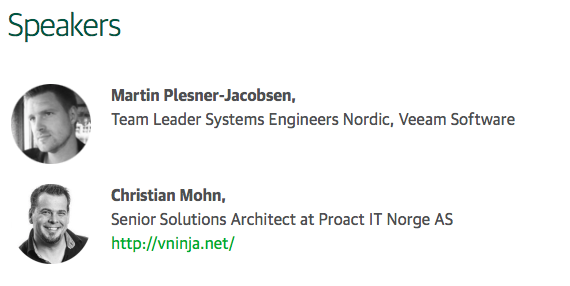 Speakers
Martin Plesner-Jacobsen,
Team Leader Systems Engineers Nordic, Veeam Software
Christian Mohn,
Senior Solutions Architect at Proact IT Norge AS
http://vninja.net/